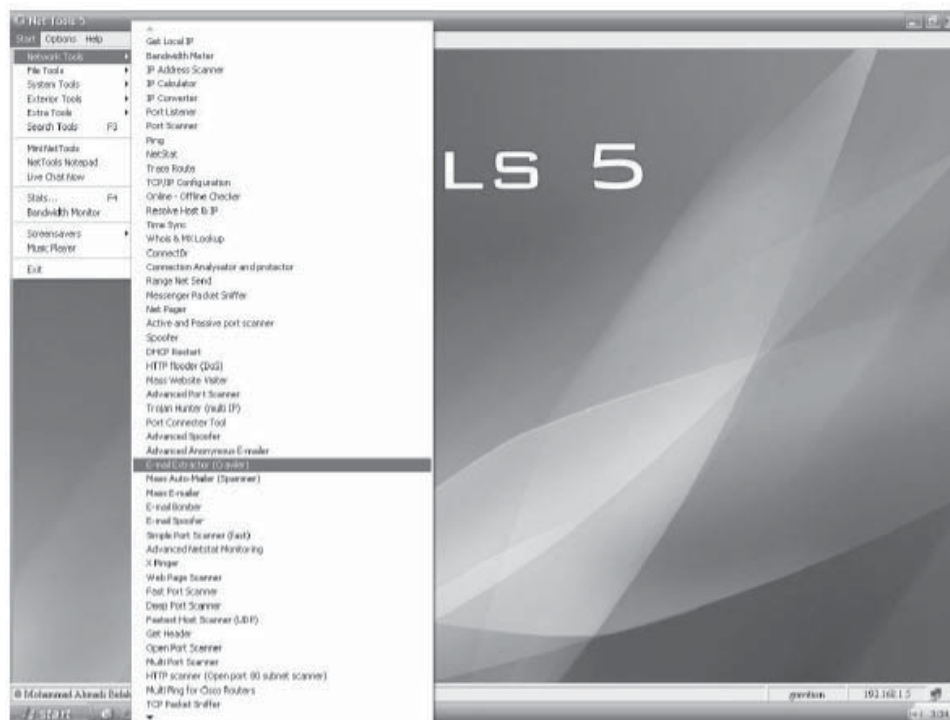 Net Tools 5
Start Options Help
Network Tools
File Tools
System Tools
Exterior Tools
Extra Tools
Search Tools F3
Mini NetTools
NetTools Notepad
Live Chat Now
Stats... F4
Bandwidth Monitor
Screensavers
Music Player
Exit
Get Local IP
Bandwidth Meter
IP Address Scanner
IP Calculator
IP Converter
Port Listener
Port Scanner
Ping
NetStat
Trace Route
TCP/IP Configuration
Online - Offline Checker
Resolve Host & IP
Time Sync
Whois & MX Lookup
Connection Analysator and protector
Range Net Send
Messenger Packet Sniffer
Net Pager
Active and Passive port scanner
Spoofer
DHCP Restart
HTTP flooder (DoS)
Mass Website Visiter
Advanced Port Scanner
Trojan Hunter (multi IP)
Port Connector Tool
Advanced Spoofer
Advanced Anonymous E-mailer
E-mail Extractor (Crawler)
Mass Auto-Mailer (Spammer)
Mass E-mailer
E-mail Bomber
E-mail Spoofer
Simple Port Scanner (fast)
Advanced Netstat Monitoring
X Pinger
Web Page Scanner
Fast Port Scanner
Deep Port Scanner
Fastest Host Scanner (UDP)
Get Header
Open Port Scanner
Multi Port Scanner
HTTP scanner (Open port 80 subnet scanner)
Multi Ping for Cisco Routers
TCP Packet Sniffer
LS 5
© Mohammad Ahmadi
192.168.1.5
start